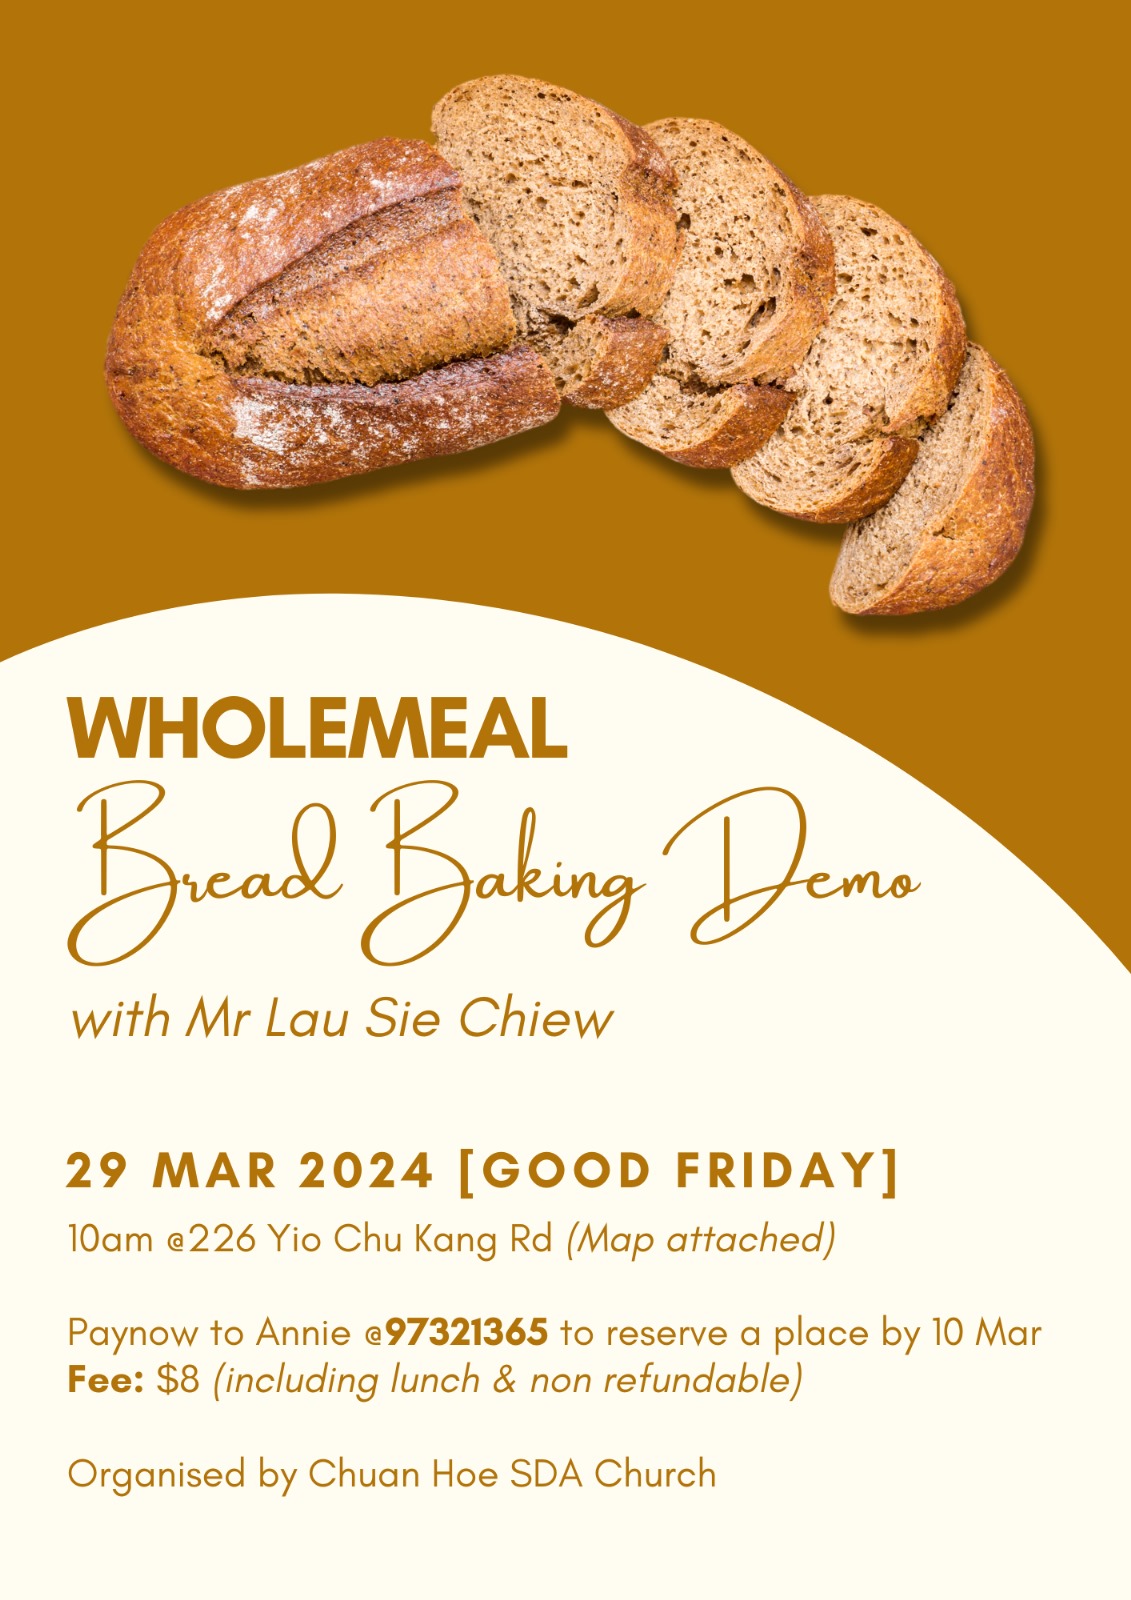 WHOLEMEAL
Bread Baking Demo
with Mr Lau Sie Chiew
29 MAR 2024 [GOOD FRIDAY]
10am @226 Yio Chu Kang Rd (Map attached)
Paynow to Annie @97321365 to reserve a place by 10 Mar
Fee: $8 (including lunch & non refundable)
Organised by Chuan Hoe SDA Church